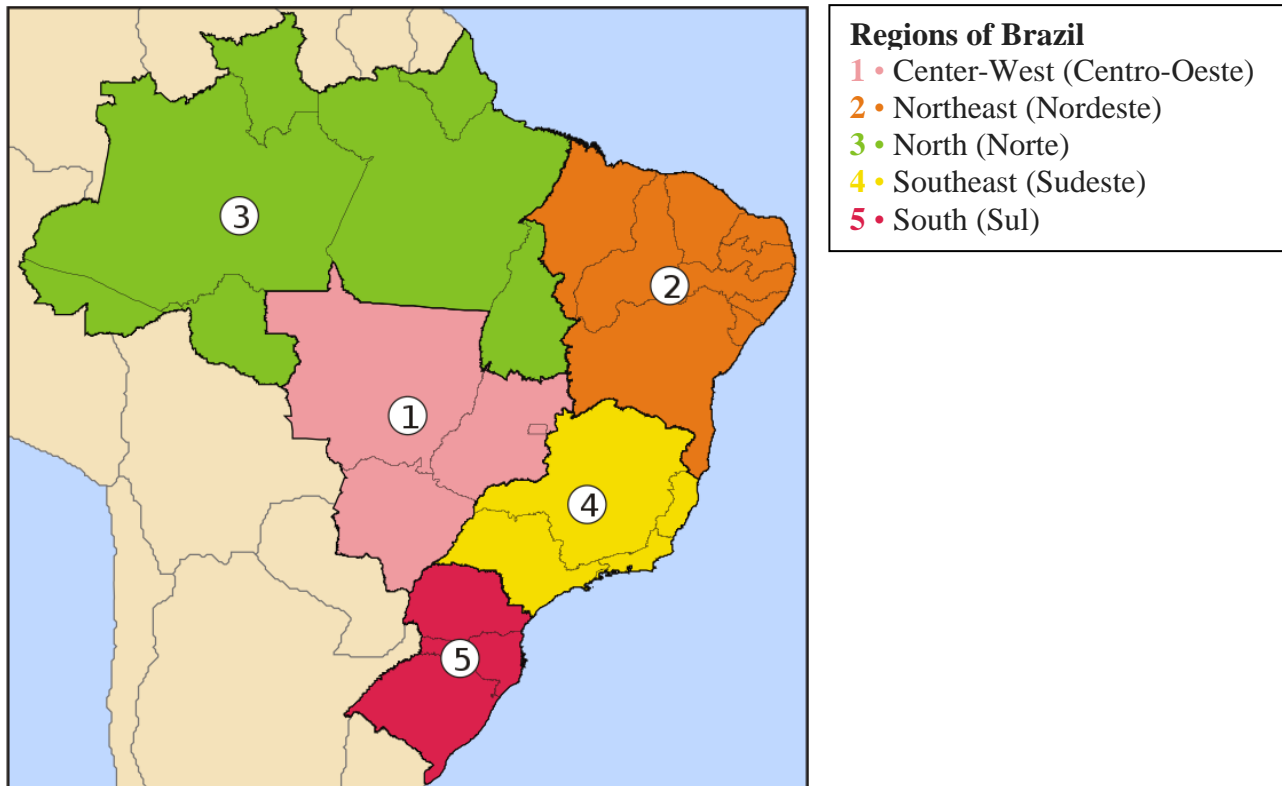 Regions of Brazil
1 • Center-West (Centro-Oeste)
2 • Northeast (Nordeste)
3 • North (Norte)
4 • Southeast (Sudeste)
5 • South (Sul)
3
2
1
4
5